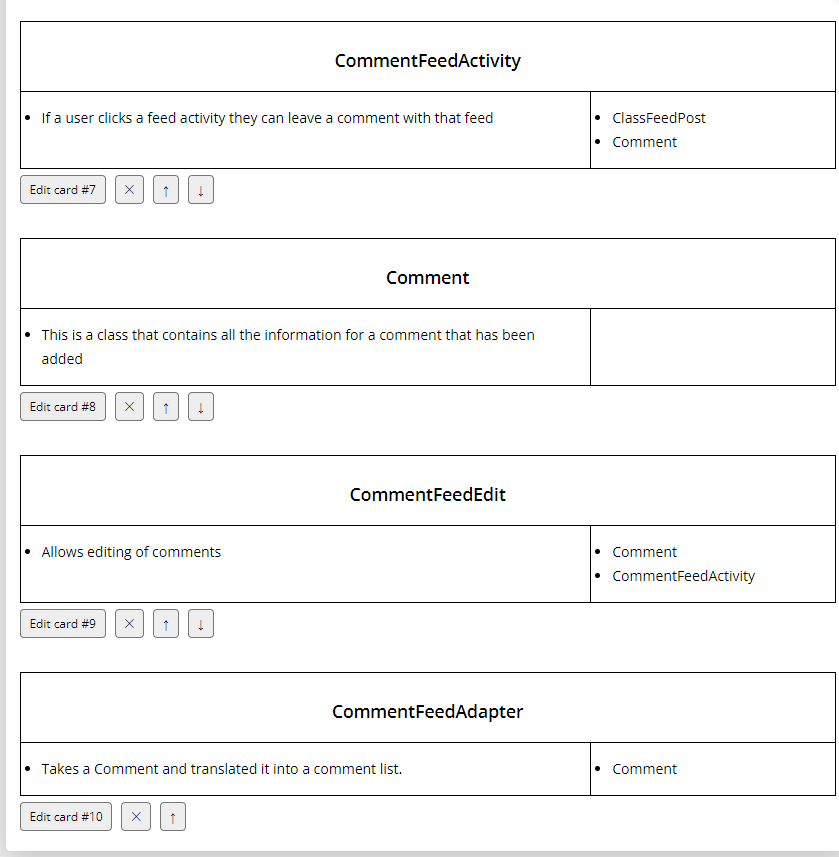 CommentFeedActivity
• If a user clicks a feed activity they can leave a comment with that feed
• ClassFeedPost
• Comment
Edit card #7 × ↑ ↓
Comment
• This is a class that contains all the information for a comment that has been
added
Edit card #8 × ↑ ↓
CommentFeedEdit
• Allows editing of comments
• Comment
• CommentFeedActivity
Edit card #9 × ↑ ↓
CommentFeedAdapter
• Takes a Comment and translated it into a comment list.
• Comment
Edit card #10 × ↑